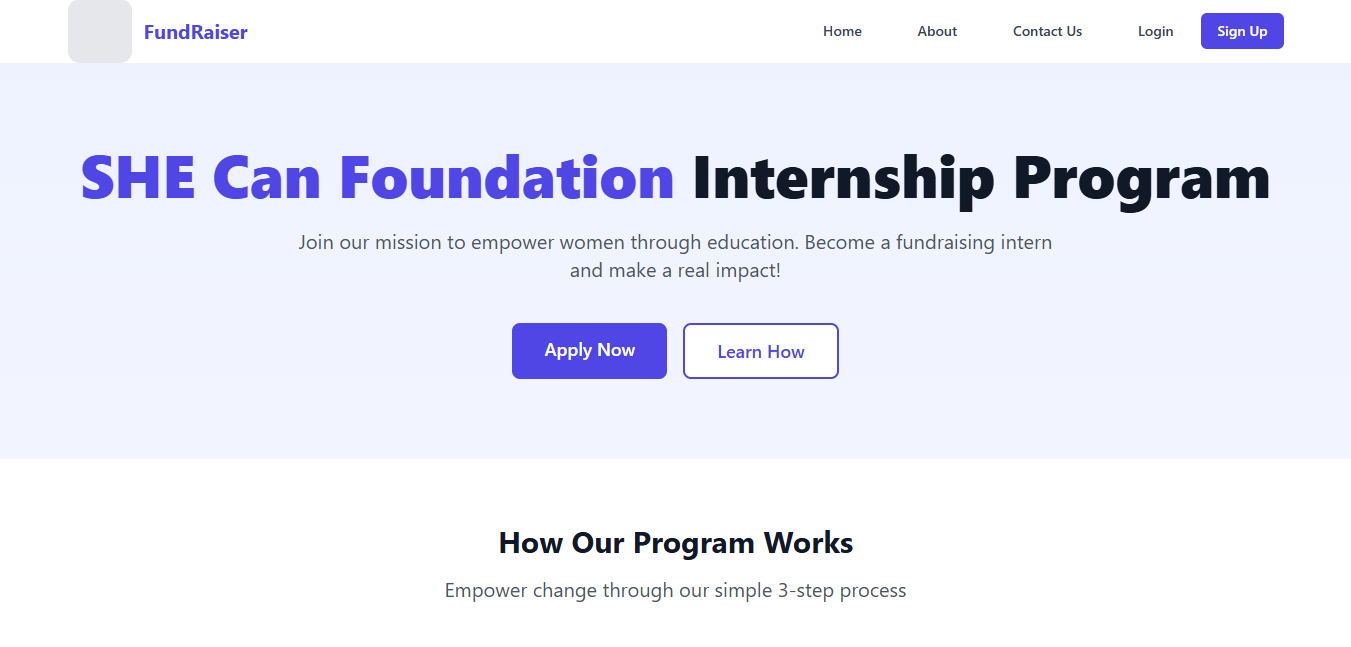 FundRaiser
Home
About
Contact Us
Login
Sign Up
SHE Can Foundation Internship Program
Join our mission to empower women through education. Become a fundraising intern
and make a real impact!
Apply Now
Learn How
How Our Program Works
Empower change through our simple 3-step process